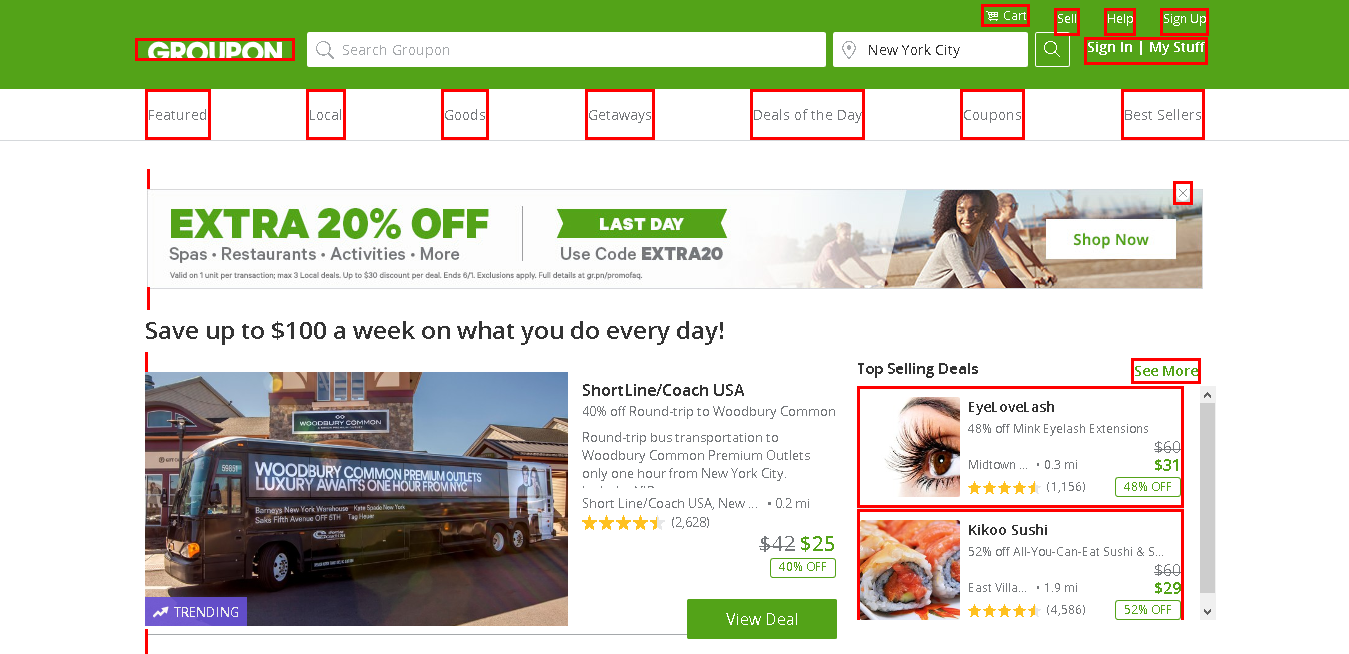 Cart
Sell
Help
Sign Up
GROUPON
Search Groupon
New York City
Sign In | My Stuff
Featured
Local
Goods
Getaways
Deals of the Day
Coupons
Best Sellers
EXTRA 20% OFF
Spas • Restaurants • Activities • More
LAST DAY
Use Code EXTRA20
Shop Now
Valid on 1 unit per transaction; max 3 Local deals. Up to $30 discount per deal. Ends 6/1. Exclusions apply. Full details at gr.pn/promofaq.
Save up to $100 a week on what you do every day!
WOODBURY COMMON
WOODBURY COMMON PREMIUM OUTLETS
LUXURY AWAITS ONE HOUR FROM NYC
Barneys New York Warehouse Kate Spade New York
Saks Fifth Avenue OFF 5TH Tag Heuer
TRENDING
ShortLine/Coach USA
40% off Round-trip to Woodbury Common
Round-trip bus transportation to
Woodbury Common Premium Outlets
only one hour from New York City.
Short Line/Coach USA, New ... • 0.2 mi
(2,628)
$42 $25
40% OFF
View Deal
Top Selling Deals
See More
EyeLoveLash
48% off Mink Eyelash Extensions
$60
Midtown ... • 0.3 mi
$31
(1,156)
48% OFF
Kikoo Sushi
52% off All-You-Can-Eat Sushi & S...
$60
East Villa... • 1.9 mi
$29
(4,586)
52% OFF